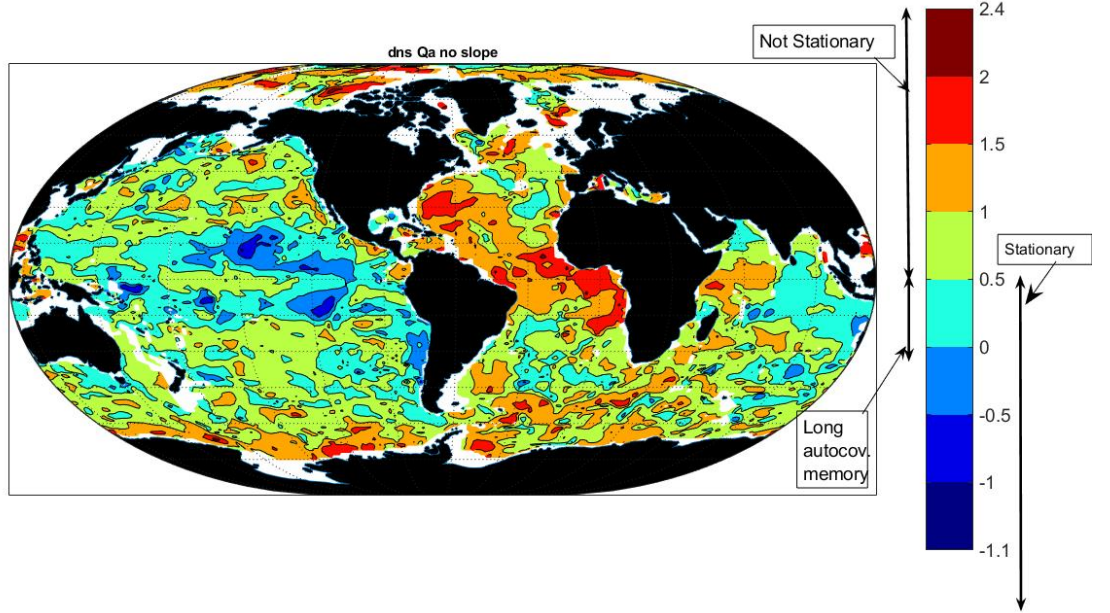 dns Qa no slope
Not Stationary
Stationary
Long
autocov.
memory
2.4
2
1.5
1
0.5
0
-0.5
-1
-1.1